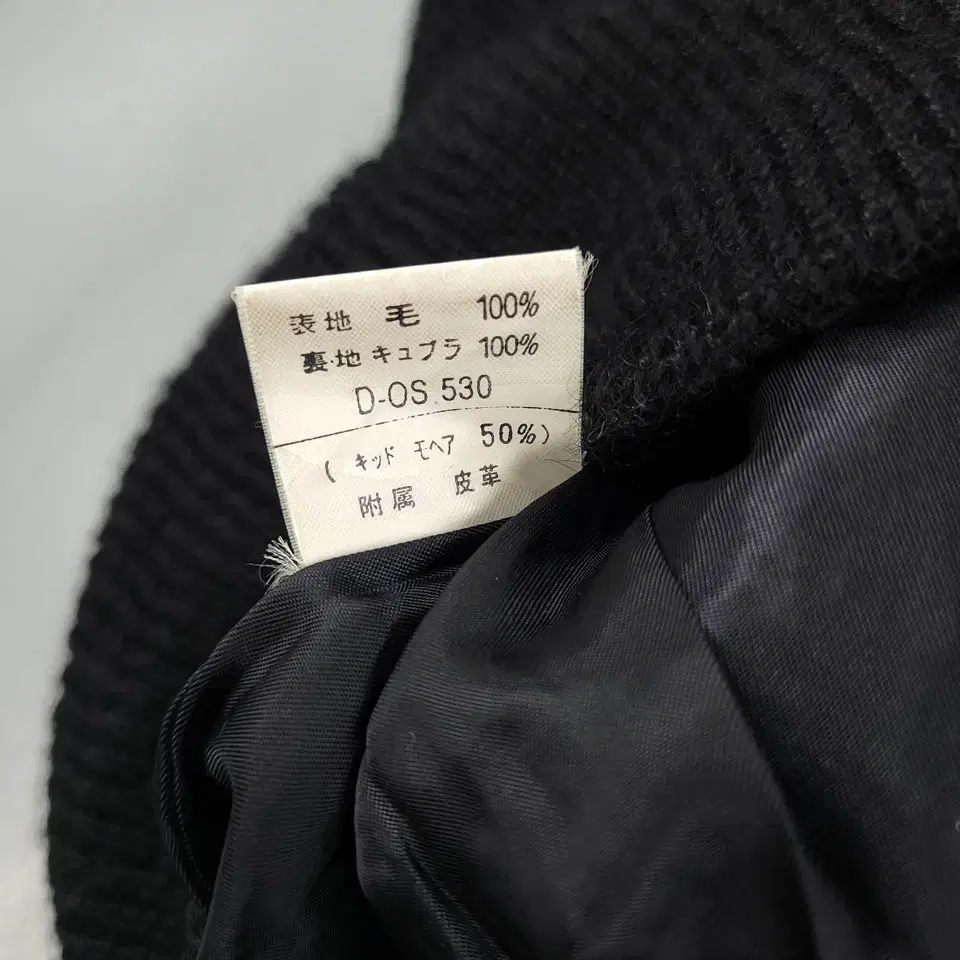 表地 毛 100%
裏地 キュプラ 100%
D-OS.530
(キッド モヘア 50%)
附属 皮革